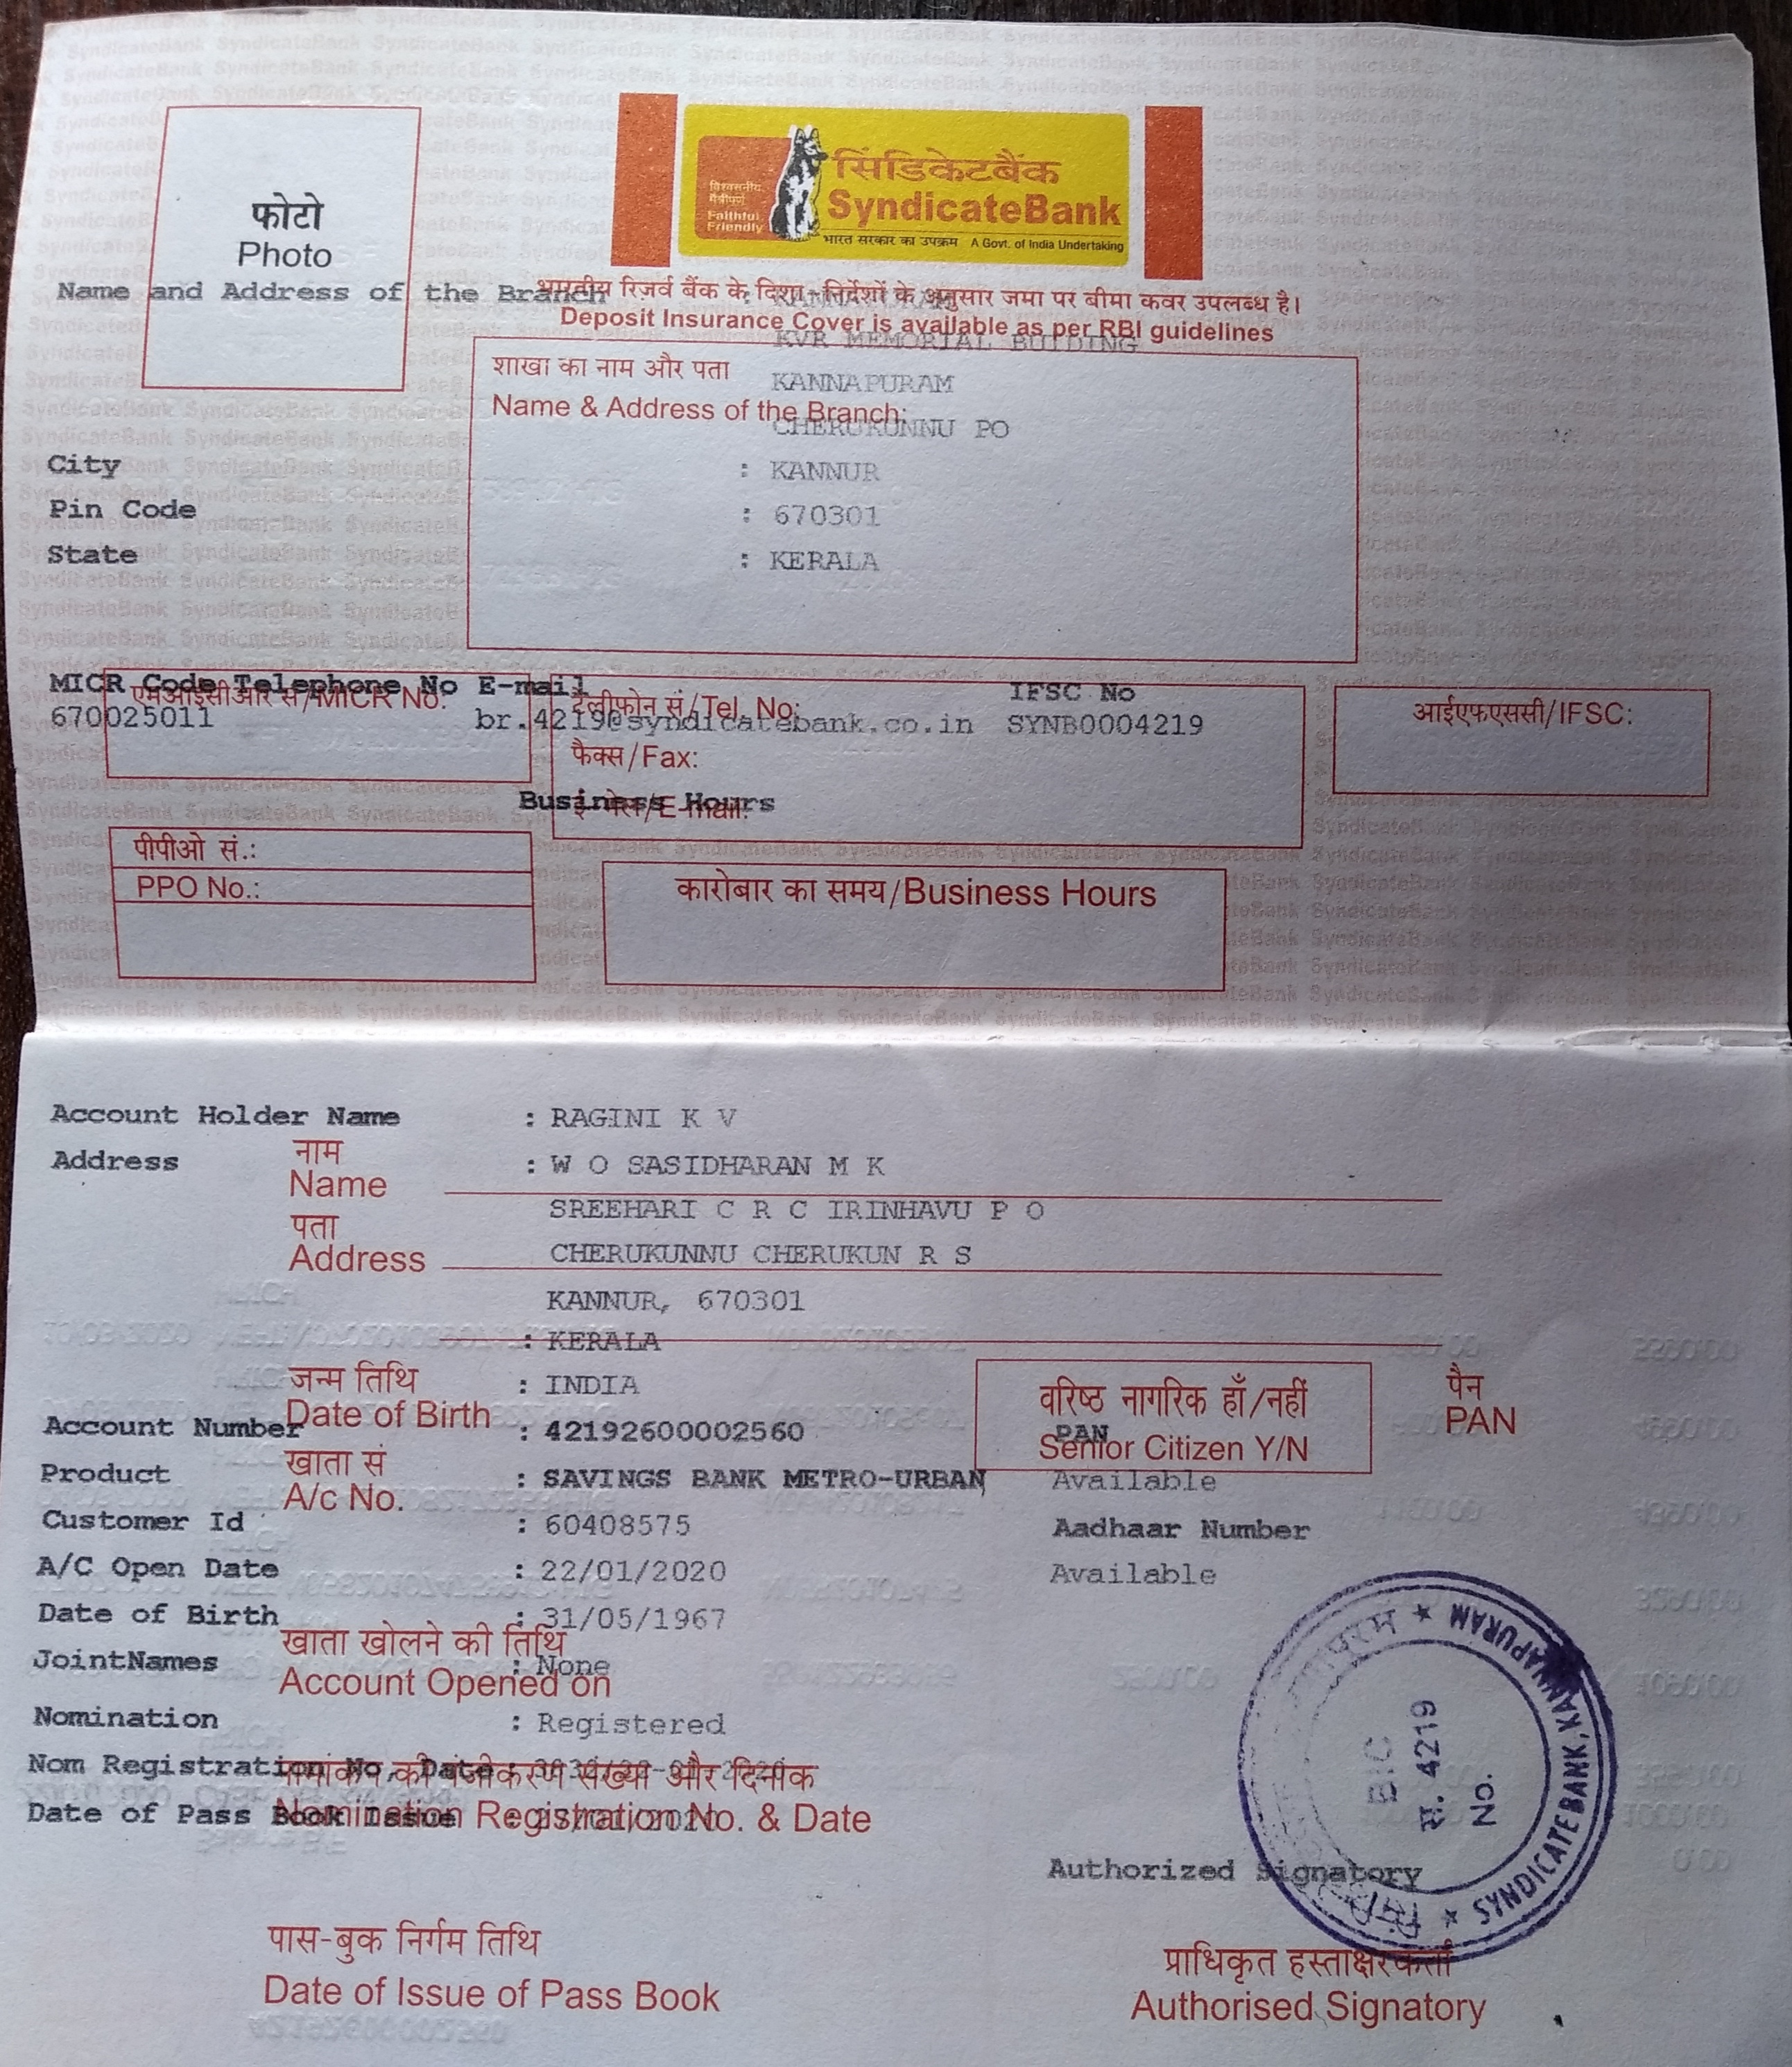 फोटो
Photo
विश्वसनीय, मैत्रीपूर्ण
Faithful, Friendly
सिंडिकेटबैंक
SyndicateBank
भारत सरकार का उपक्रम A Govt. of India Undertaking
भारतीय रिज़र्व बैंक के दिशा-निर्देशों के अनुसार जमा पर बीमा कवर उपलब्ध है।
Deposit Insurance Cover is available as per RBI guidelines
Name and Address of the Branch :
KVR MEMORIAL BUILDING
शाखा का नाम और पता
KANNAPURAM
Name & Address of the Branch:
CHERUKUNNU PO
City : KANNUR
Pin Code : 670301
State : KERALA
MICR Code Telephone No E-mail IFSC No
एमआईसीआर सं/MICR No. टेलीफोन सं/Tel. No: आईएफएससी/IFSC:
670025011 br.4219@syndicatebank.co.in SYNB0004219
फैक्स/Fax:
Business Hours
ई-मेल/E-mail:
पीपीओ सं.:
PPO No.:
कारोबार का समय/Business Hours
Account Holder Name : RAGINI K V
नाम
Address : W O SASIDHARAN M K
Name
SREEHARI C R C IRINHAVU P O
पता
Address
CHERUKUNNU CHERUKUN R S
KANNUR, 670301
: KERALA
जन्म तिथि : INDIA
वरिष्ठ नागरिक हाँ/नहीं
पैन
Date of Birth
PAN
Account Number : 42192600002560 PAN
Senior Citizen Y/N
खाता सं
Product : SAVINGS BANK METRO-URBAN Available
A/c No.
Customer Id : 60408575 Aadhaar Number
A/C Open Date : 22/01/2020 Available
Date of Birth : 31/05/1967
खाता खोलने की तिथि
JointNames : None
Account Opened on
Nomination : Registered
Nom Registration No, Date :
नामांकन की पंजीकरण संख्या और दिनांक
Date of Pass Book Issue :
Nomination Registration No. & Date
Authorized Signatory
SYNDICATE BANK, KANNAPURAM
BIC
सं. 4219
No.
पास-बुक निर्गम तिथि
Date of Issue of Pass Book
प्राधिकृत हस्ताक्षरकर्ता
Authorised Signatory